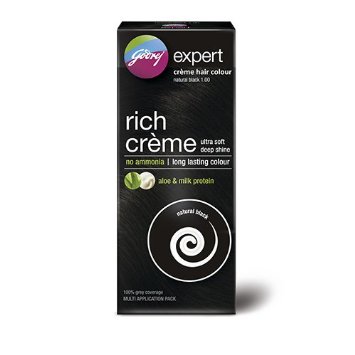 Godrej
expert
crème hair colour
natural black 1.00
rich
crème
ultra soft
deep shine
no ammonia | long lasting colour
aloe & milk protein
natural black
100% grey coverage
MULTI APPLICATION PACK